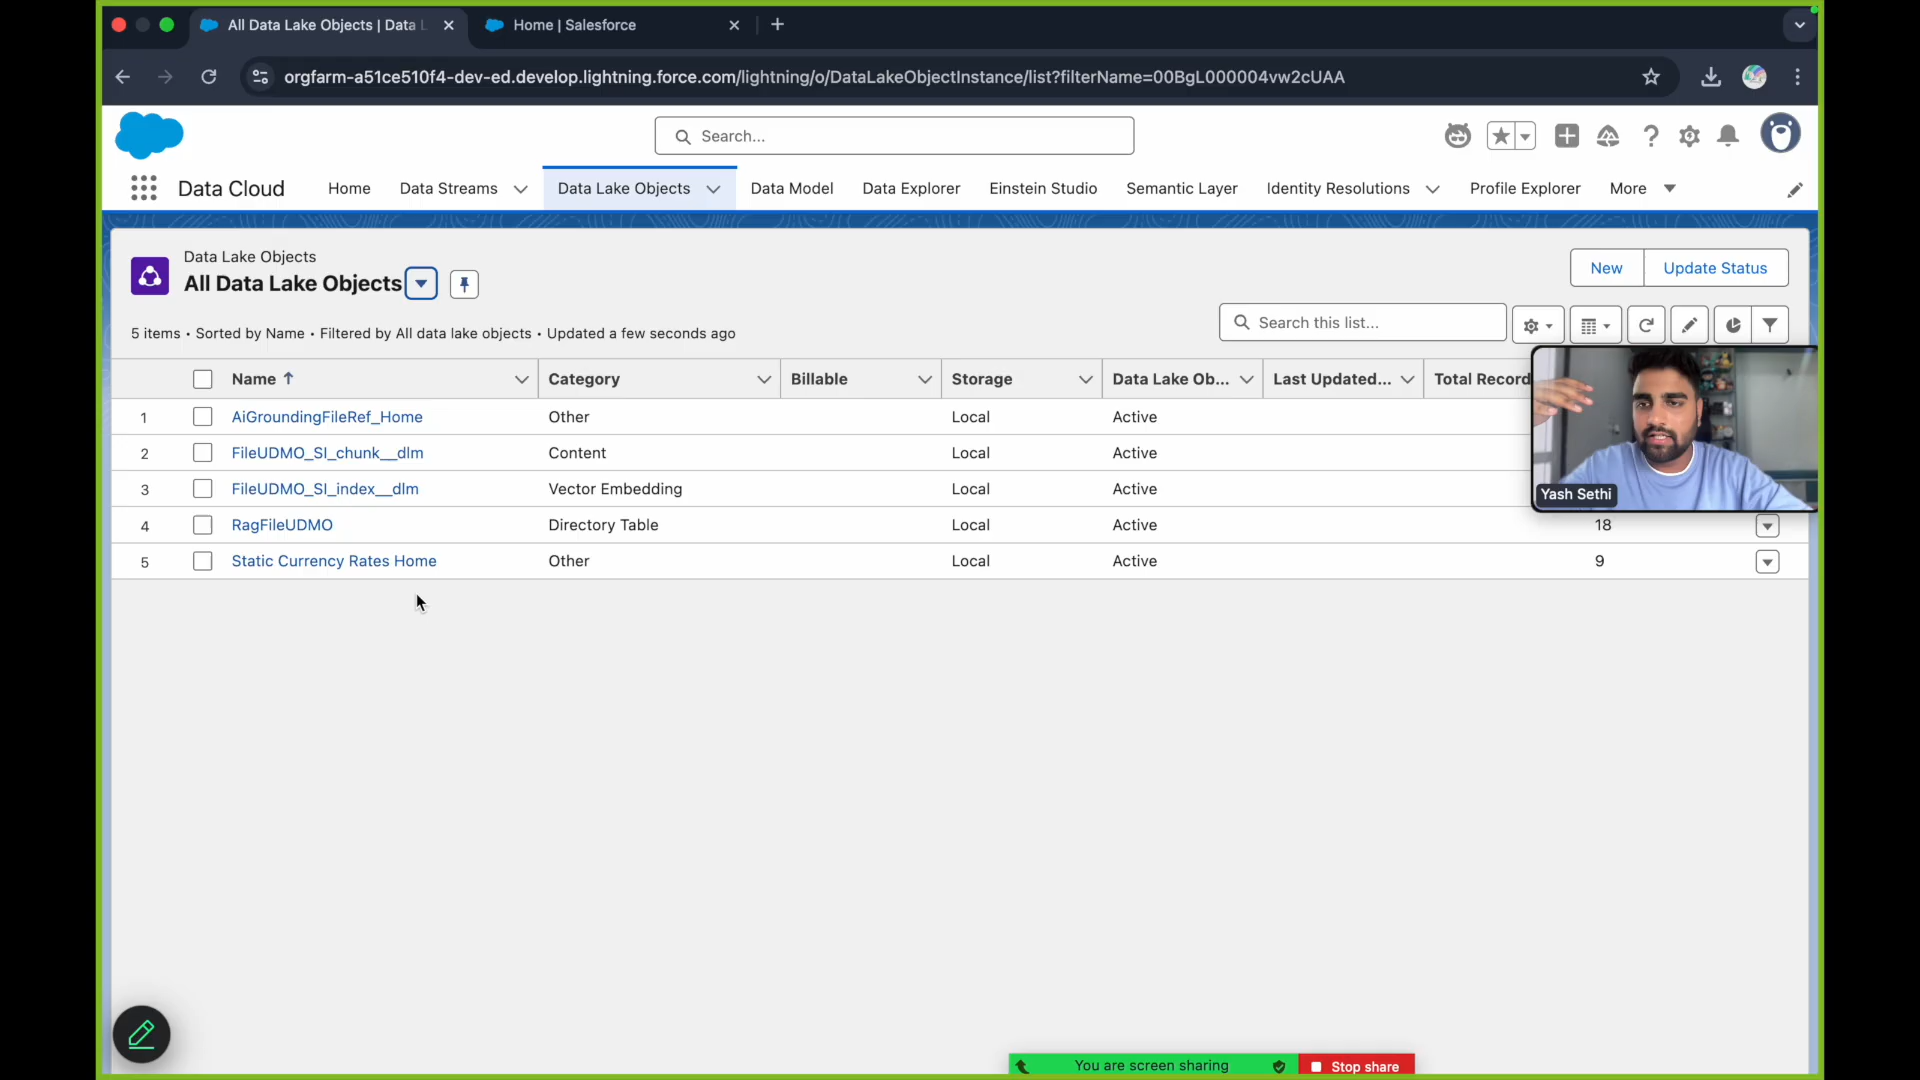 All Data Lake Objects | Data L
Home | Salesforce
orgfarm-a51ce510f4-dev-ed.develop.lightning.force.com/lightning/o/DataLakeObjectInstance/list?filterName=00BgL000004vw2cUAA
Search...
Data Cloud
Home
Data Streams
Data Lake Objects
Data Model
Data Explorer
Einstein Studio
Semantic Layer
Identity Resolutions
Profile Explorer
More
Data Lake Objects
All Data Lake Objects
New
Update Status
5 items • Sorted by Name • Filtered by All data lake objects • Updated a few seconds ago
Search this list...
Name Category Billable Storage Data Lake Ob... Last Updated... Total Record
1 AiGroundingFileRef_Home Other Local Active
2 FileUDMO_SI_chunk__dlm Content Local Active
3 FileUDMO_SI_index__dlm Vector Embedding Local Active
4 RagFileUDMO Directory Table Local Active 18
5 Static Currency Rates Home Other Local Active 9
Yash Sethi
You are screen sharing
Stop share